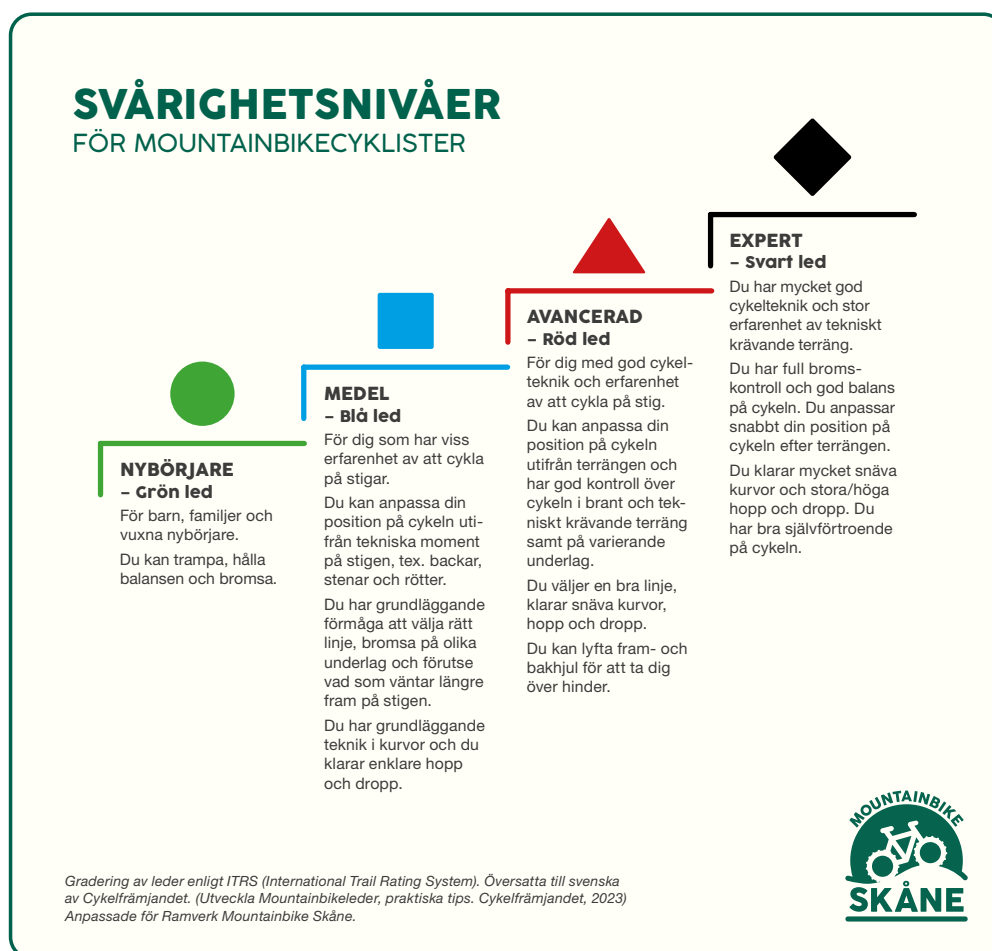 SVÅRIGHETSNIVÅER
FÖR MOUNTAINBIKECYKLISTER
NYBÖRJARE
– Grön led
För barn, familjer och
vuxna nybörjare.
Du kan trampa, hålla
balansen och bromsa.
MEDEL
– Blå led
För dig som har viss
erfarenhet av att cykla
på stigar.
Du kan anpassa din
position på cykeln uti-
från tekniska moment
på stigen, tex. backar,
stenar och rötter.
Du har grundläggande
förmåga att välja rätt
linje, bromsa på olika
underlag och förutse
vad som väntar längre
fram på stigen.
Du har grundläggande
teknik i kurvor och du
klarar enklare hopp
och dropp.
AVANCERAD
– Röd led
För dig med god cykel-
teknik och erfarenhet
av att cykla på stig.
Du kan anpassa din
position på cykeln
utifrån terrängen och
har god kontroll över
cykeln i brant och tek-
niskt krävande terräng
samt på varierande
underlag.
Du väljer en bra linje,
klarar snäva kurvor,
hopp och dropp.
Du kan lyfta fram- och
bakhjul för att ta dig
över hinder.
EXPERT
– Svart led
Du har mycket god
cykelteknik och stor
erfarenhet av tekniskt
krävande terräng.
Du har full broms-
kontroll och god balans
på cykeln. Du anpassar
snabbt din position på
cykeln efter terrängen.
Du klarar mycket snäva
kurvor och stora/höga
hopp och dropp. Du
har bra självförtroende
på cykeln.
Gradering av leder enligt ITRS (International Trail Rating System). Översatta till svenska
av Cykelfrämjandet. (Utveckla Mountainbikeleder, praktiska tips. Cykelfrämjandet, 2023)
Anpassade för Ramverk Mountainbike Skåne.
MOUNTAINBIKE
SKÅNE